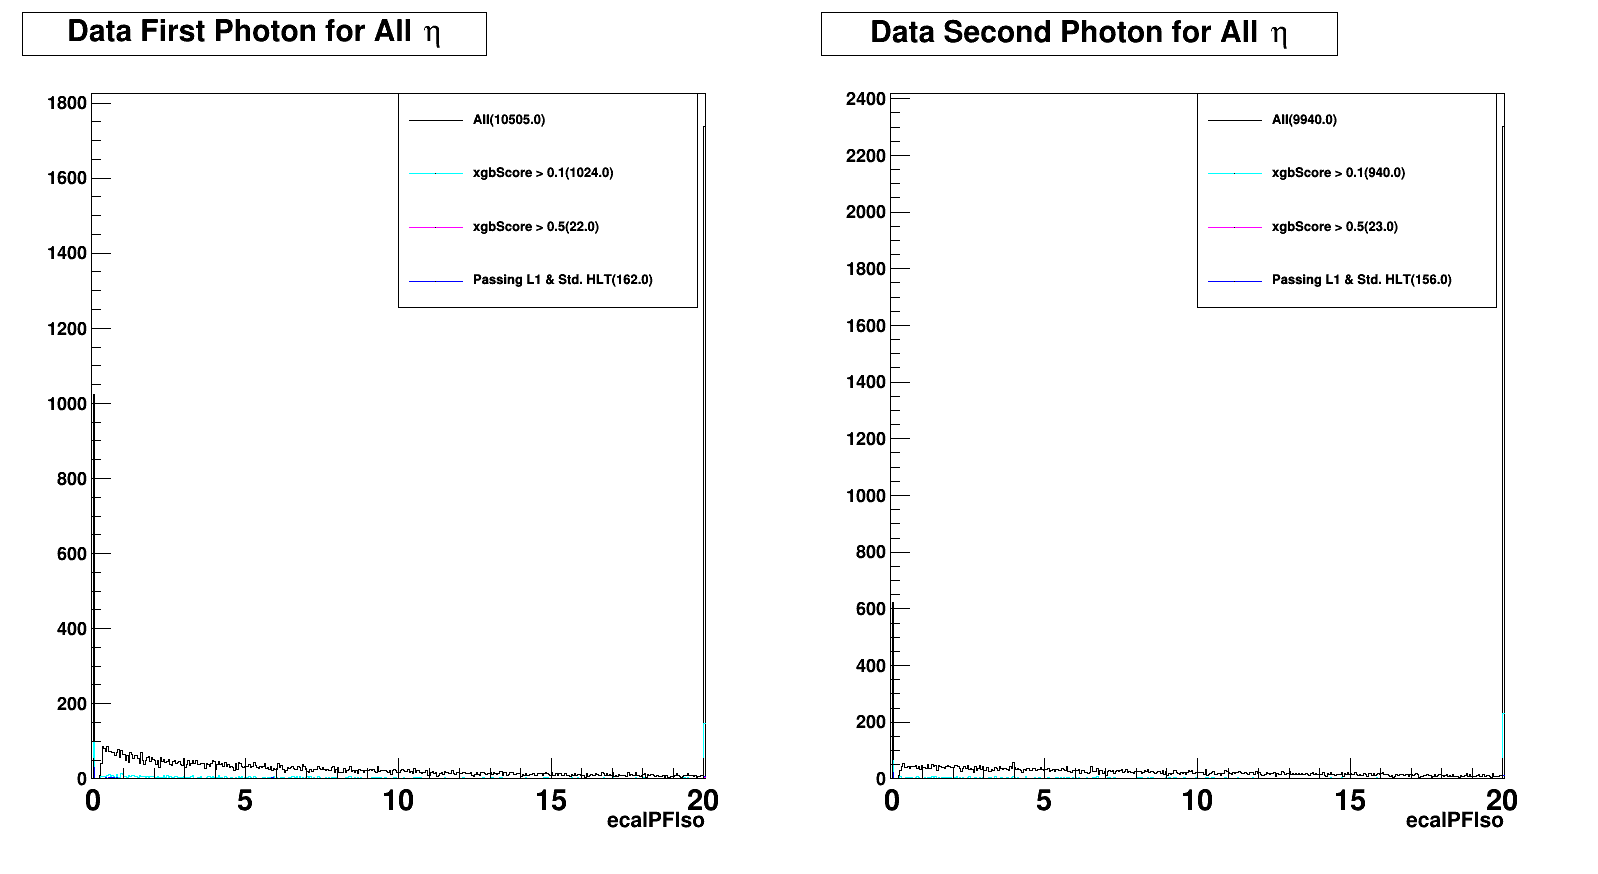 Data First Photon for All η
1800
1600
1400
1200
1000
800
600
400
200
0
All(10505.0)
xgbScore > 0.1(1024.0)
xgbScore > 0.5(22.0)
Passing L1 & Std. HLT(162.0)
0 5 10 15 20
ecalPFIso
Data Second Photon for All η
2400
2200
2000
1800
1600
1400
1200
1000
800
600
400
200
0
All(9940.0)
xgbScore > 0.1(940.0)
xgbScore > 0.5(23.0)
Passing L1 & Std. HLT(156.0)
0 5 10 15 20
ecalPFIso